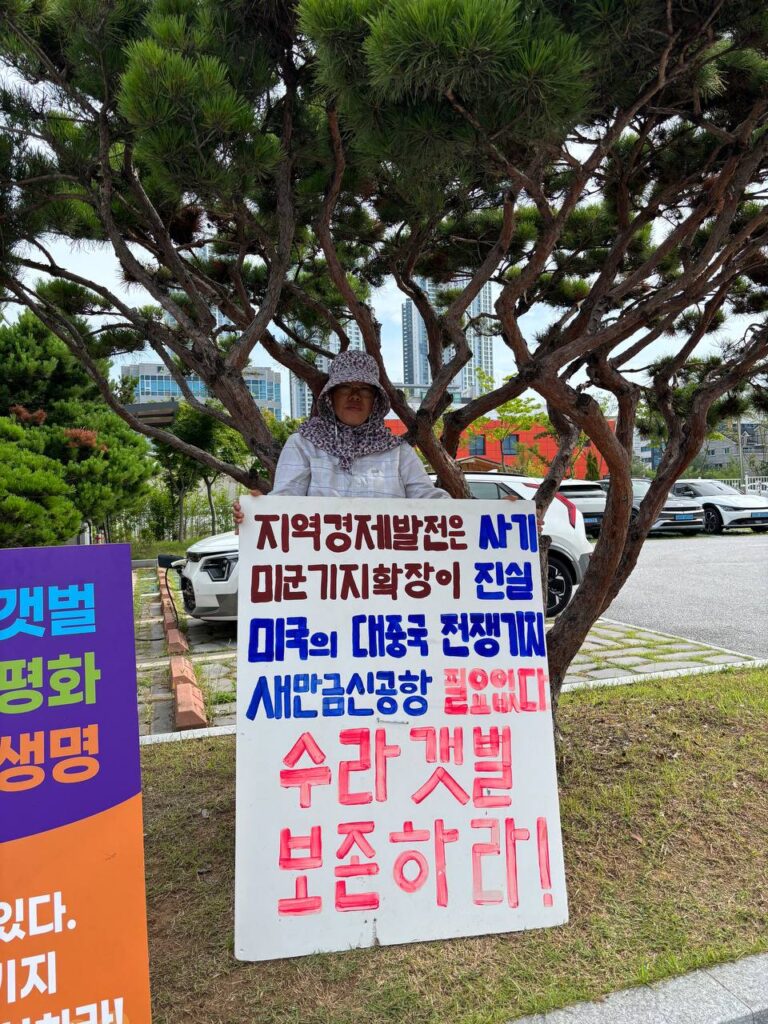 지역경제발전은 사기
미군기지확장이 진실
미국의 대중국 전쟁기지
새만금신공항 필요없다
수라갯벌
보존하라!
갯벌
평화
생명
있다.
기지